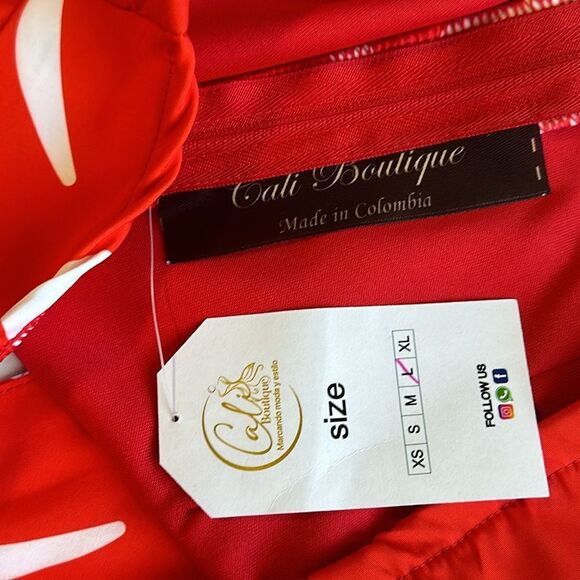 Cali Boutique
Made in Colombia
Cali
Boutique
Marcando moda y estilo
size
XS S M L XL
FOLLOW US